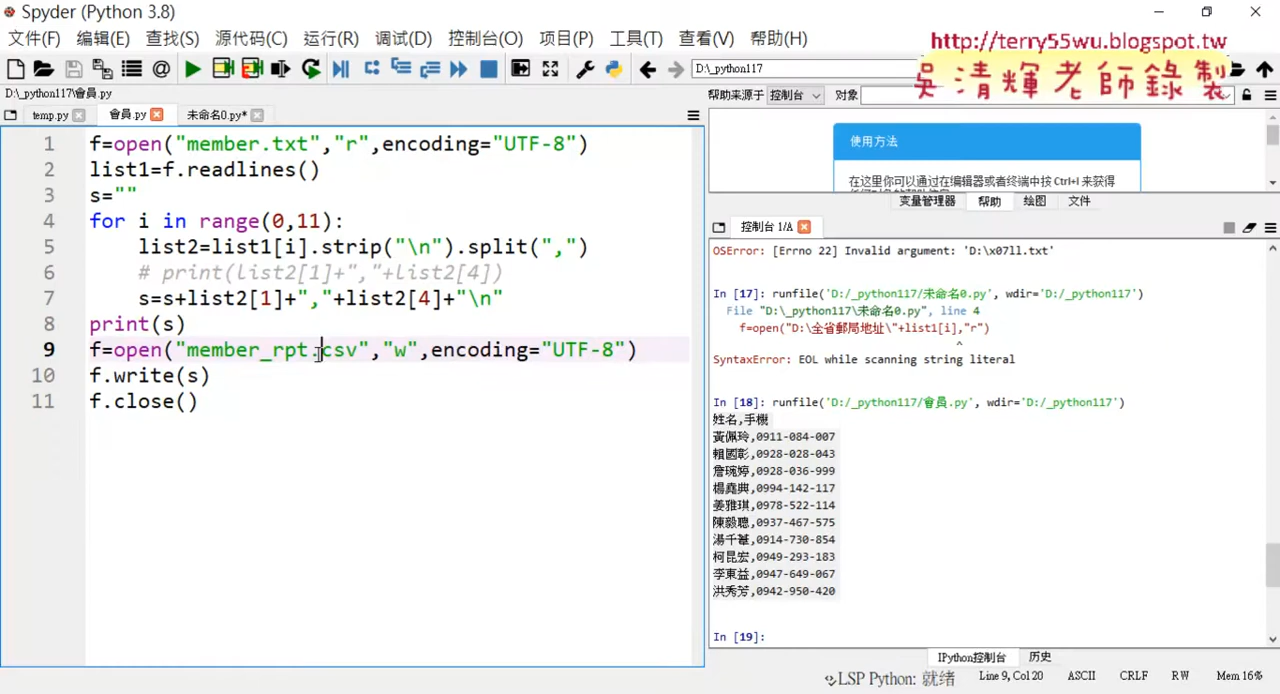 Spyder (Python 3.8)
文件(F) 编辑(E) 查找(S) 源代码(C) 运行(R) 调试(D) 控制台(O) 项目(P) 工具(T) 查看(V) 帮助(H)
http://terry55wu.blogspot.tw
吳清輝老師錄製
D:\_python117
D:\_python117\會員.py
帮助来源于 控制台 对象
temp.py 會員.py 未命名0.py*
1 f=open("member.txt","r",encoding="UTF-8")
2 list1=f.readlines()
3 s=""
4 for i in range(0,11):
5 list2=list1[i].strip("\n").split(",")
6 # print(list2[1]+","+list2[4])
7 s=s+list2[1]+","+list2[4]+"\n"
8 print(s)
9 f=open("member_rpt.csv","w",encoding="UTF-8")
10 f.write(s)
11 f.close()
使用方法
在这里你可以通过在编辑器或者终端中按 Ctrl+I 来获得
变量管理器 帮助 绘图 文件
控制台 1/A
OSError: [Errno 22] Invalid argument: 'D:\x07ll.txt'
In [17]: runfile('D:/_python117/未命名0.py', wdir='D:/_python117')
File "D:\_python117\未命名0.py", line 4
f=open("D:\全省郵局地址\"+list1[i],"r")
^
SyntaxError: EOL while scanning string literal
In [18]: runfile('D:/_python117/會員.py', wdir='D:/_python117')
姓名,手機
黃佩玲,0911-084-007
賴國彰,0928-028-043
詹琬婷,0928-036-999
楊堯典,0994-142-117
姜雅琪,0978-522-114
陳毅聰,0937-467-575
湯千葦,0914-730-854
柯昆宏,0949-293-183
李東益,0947-649-067
洪秀芳,0942-950-420
In [19]:
IPython控制台 历史
LSP Python: 就绪 Line 9, Col 20 ASCII CRLF RW Mem 16%